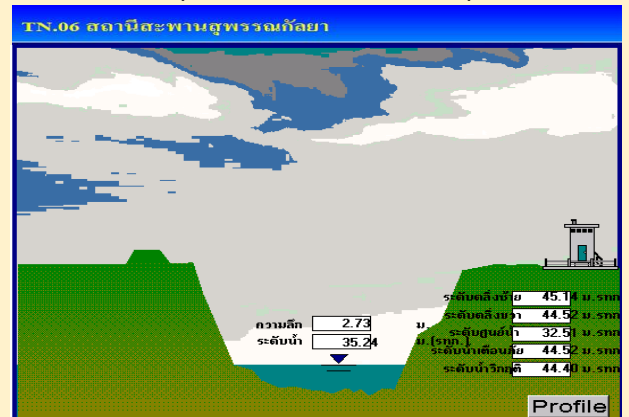 TN.06 สถานีสะพานสุพรรณกัลยา
ระดับตลิ่งซ้าย 45.14 ม.รทก
ระดับตลิ่งขวา 44.52 ม.รทก
ความลึก 2.73 ม.
ระดับศูนย์น้ำ 32.51 ม.รทก
ระดับน้ำ 35.24 ม.(รทก.)
ระดับน้ำเตือนภัย 44.52 ม.รทก
ระดับน้ำวิกฤติ 44.40 ม.รทก
Profile